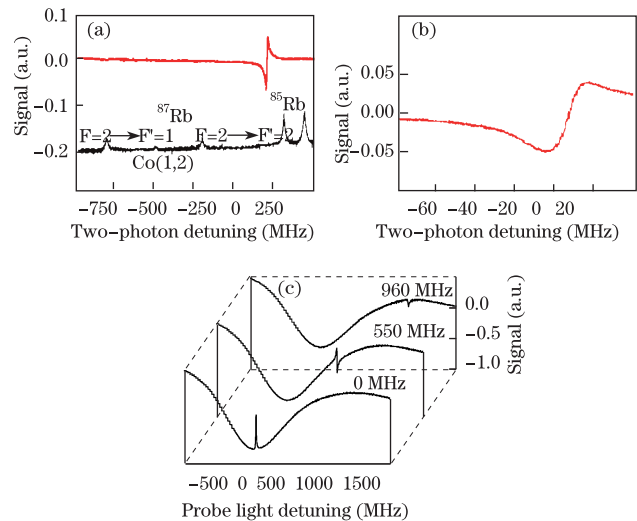 (a)
Signal (a.u.)
0.1
0.0
−0.1
−0.2
⁸⁷Rb
⁸⁵Rb
F=2 F'=1 F=2 F'=2
Co(1,2)
−750 −500 −250 0 250
Two−photon detuning (MHz)
(b)
Signal (a.u.)
0.05
0.00
−0.05
−60 −40 −20 0 20
Two−photon detuning (MHz)
(c)
960 MHz
550 MHz
0 MHz
0.0
−0.5
−1.0
Signal (a.u.)
−500 0 500 1000 1500
Probe light detuning (MHz)